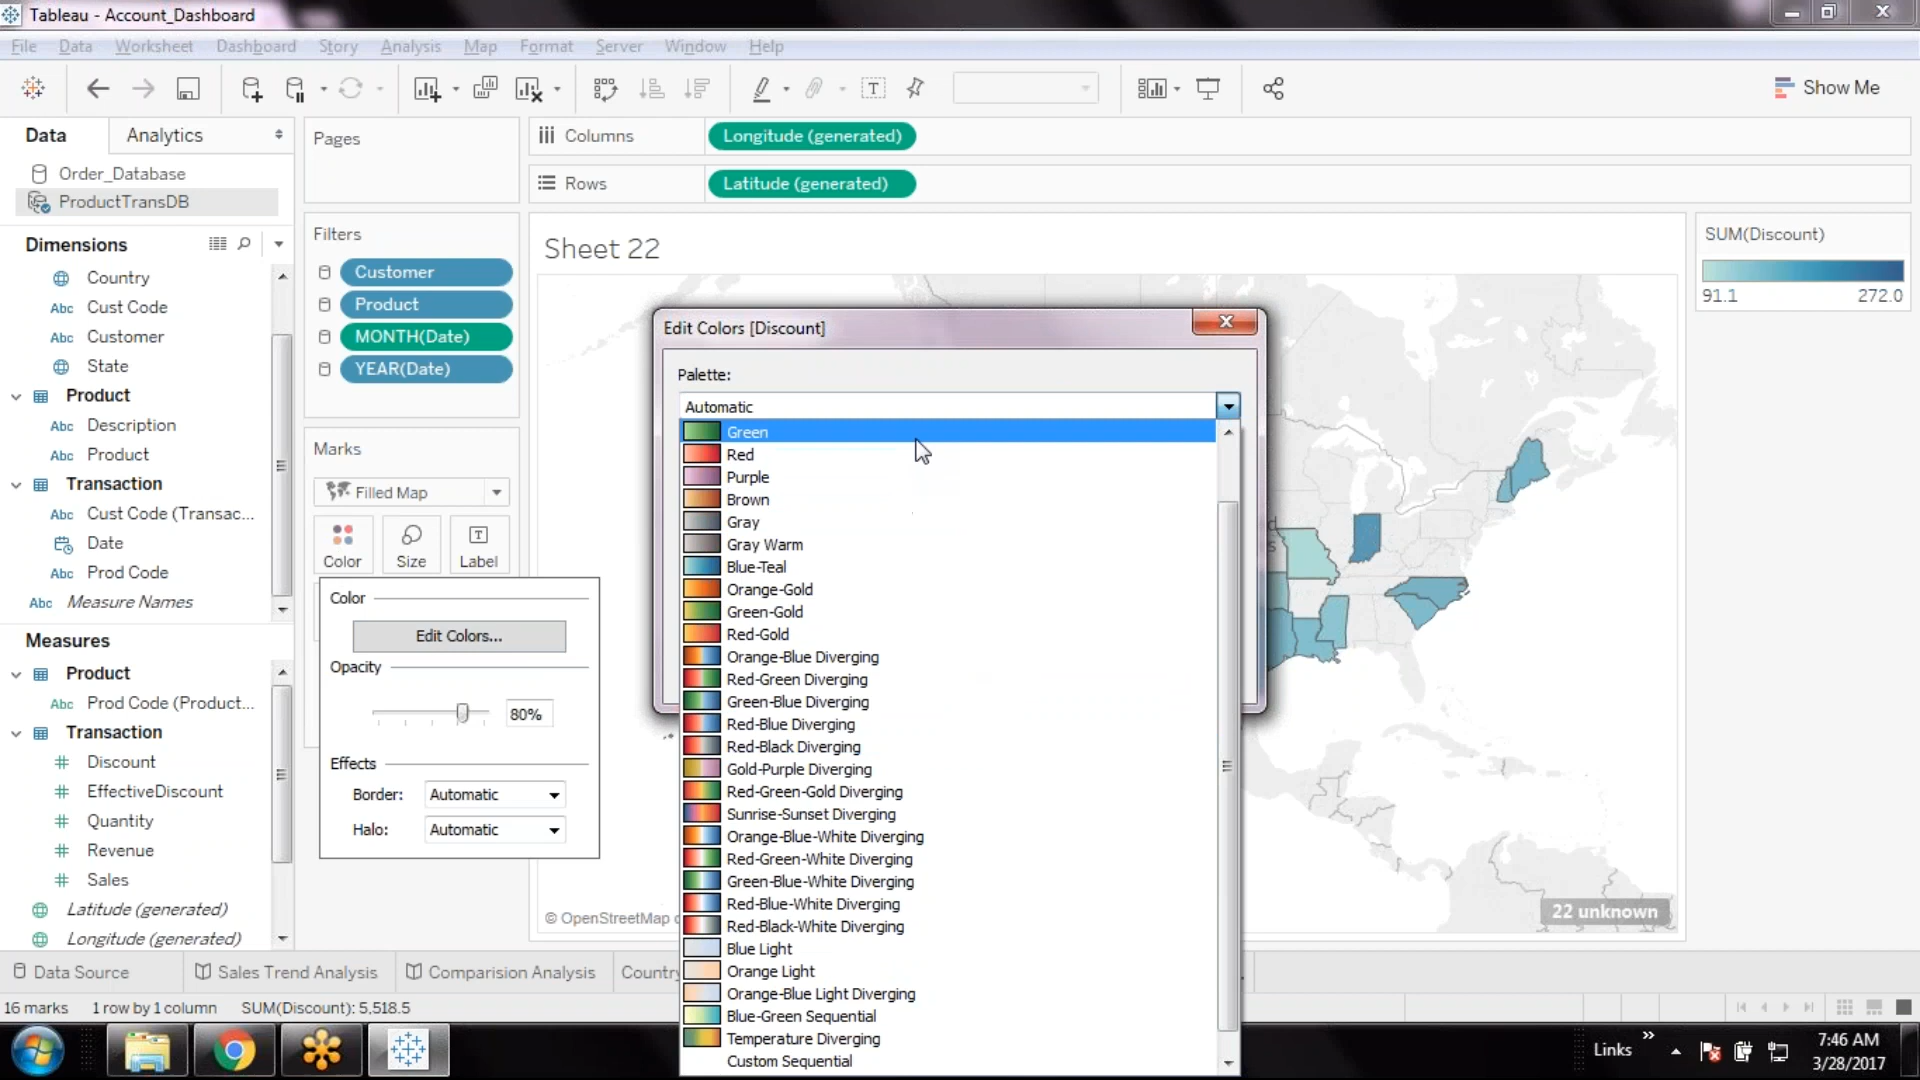 Tableau - Account_Dashboard
File Data Worksheet Dashboard Story Analysis Map Format Server Window Help
Show Me
Data Analytics
Order_Database
ProductTransDB
Dimensions
Country
Abc Cust Code
Abc Customer
State
Product
Abc Description
Abc Product
Transaction
Abc Cust Code (Transac...
Date
Abc Prod Code
Abc Measure Names
Measures
Product
Abc Prod Code (Product...
Transaction
Discount
EffectiveDiscount
Quantity
Revenue
Sales
Latitude (generated)
Longitude (generated)
Pages
Filters
Customer
Product
MONTH(Date)
YEAR(Date)
Marks
Filled Map
Color Size Label
Color
Edit Colors...
Opacity
80%
Effects
Border: Automatic
Halo: Automatic
Columns Longitude (generated)
Rows Latitude (generated)
Sheet 22
Edit Colors [Discount]
Palette:
Automatic
Green
Red
Purple
Brown
Gray
Gray Warm
Blue-Teal
Orange-Gold
Green-Gold
Red-Gold
Orange-Blue Diverging
Red-Green Diverging
Green-Blue Diverging
Red-Blue Diverging
Red-Black Diverging
Gold-Purple Diverging
Red-Green-Gold Diverging
Sunrise-Sunset Diverging
Orange-Blue-White Diverging
Red-Green-White Diverging
Green-Blue-White Diverging
Red-Blue-White Diverging
Red-Black-White Diverging
Blue Light
Orange Light
Orange-Blue Light Diverging
Blue-Green Sequential
Temperature Diverging
Custom Sequential
© OpenStreetMap
22 unknown
SUM(Discount)
91.1 272.0
Data Source Sales Trend Analysis Comparision Analysis Country
16 marks 1 row by 1 column SUM(Discount): 5,518.5
Links
7:46 AM
3/28/2017